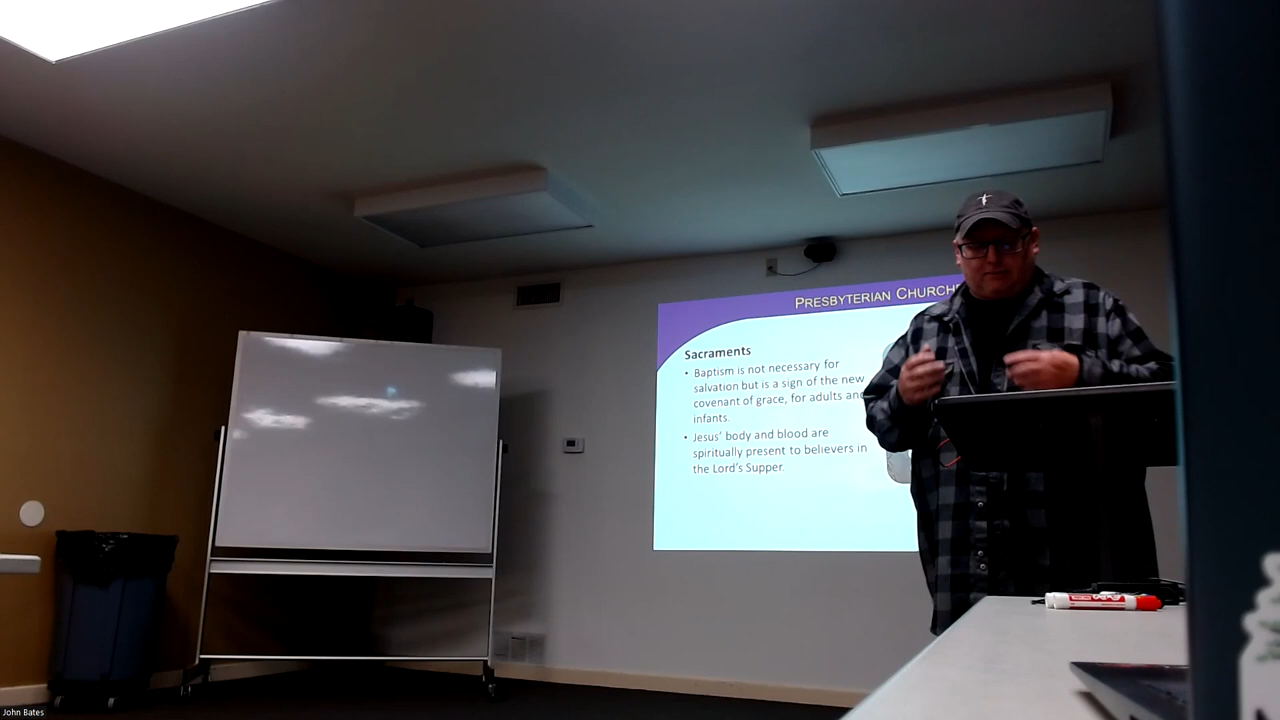 PRESBYTERIAN
Sacraments
• Baptism is not necessary for
salvation but is a sign of the new
covenant of grace, for adults and
infants.
• Jesus' body and blood are
spiritually present to believers in
the Lord's Supper.
John Bates